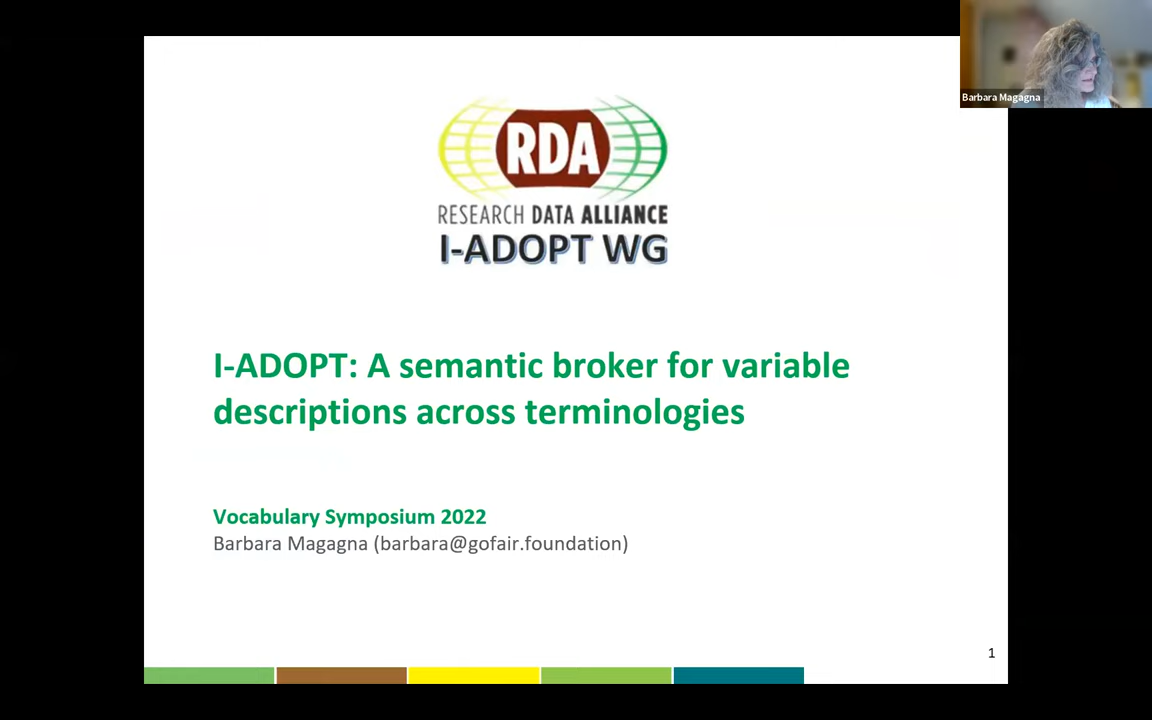 Barbara Magagna
RDA
RESEARCH DATA ALLIANCE
I-ADOPT WG
I-ADOPT: A semantic broker for variable
descriptions across terminologies
Vocabulary Symposium 2022
Barbara Magagna (barbara@gofair.foundation)
1